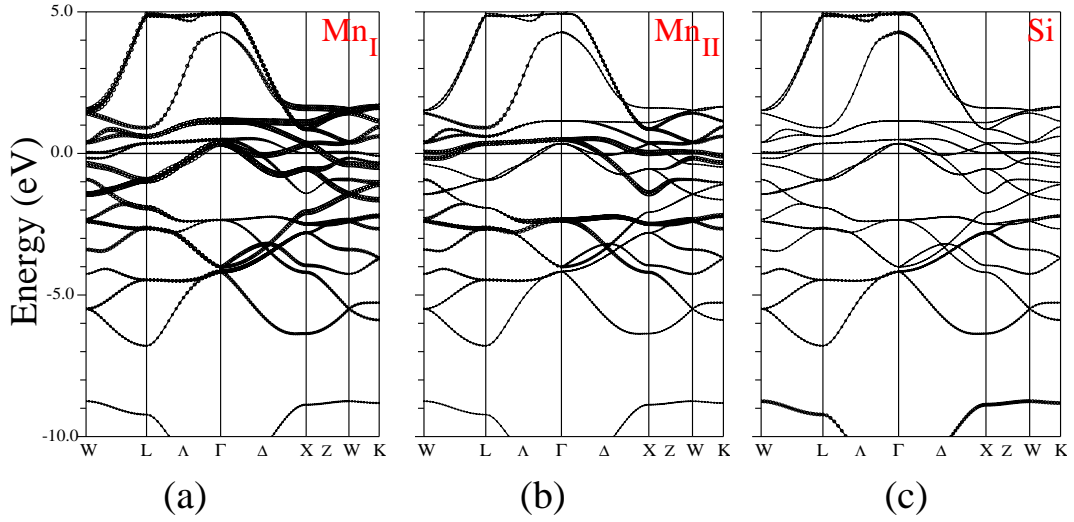 Energy (eV)
5.0
0.0
-5.0
-10.0
Mn_I
Mn_II
Si
W L Λ Γ Δ X Z W K
W L Λ Γ Δ X Z W K
W L Λ Γ Δ X Z W K
(a)
(b)
(c)